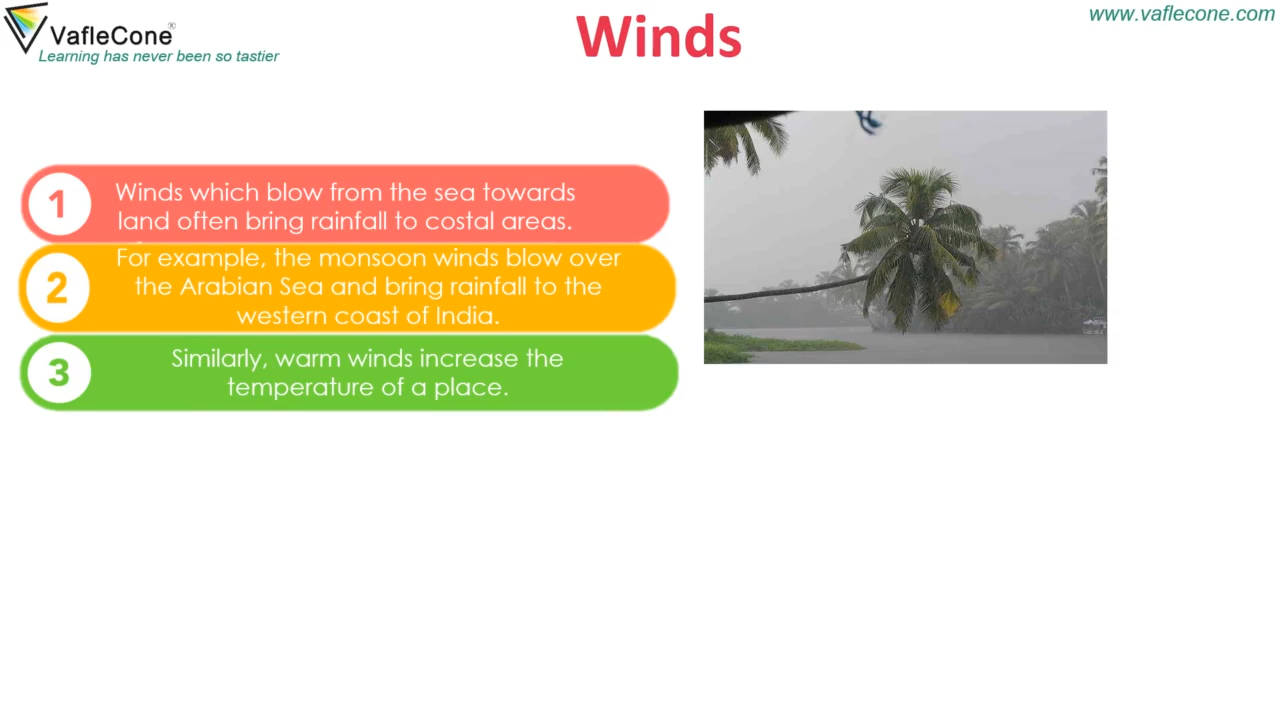 VafleCone®
Learning has never been so tastier
Winds
www.vaflecone.com
1
Winds which blow from the sea towards
land often bring rainfall to costal areas.
2
For example, the monsoon winds blow over
the Arabian Sea and bring rainfall to the
western coast of India.
3
Similarly, warm winds increase the
temperature of a place.